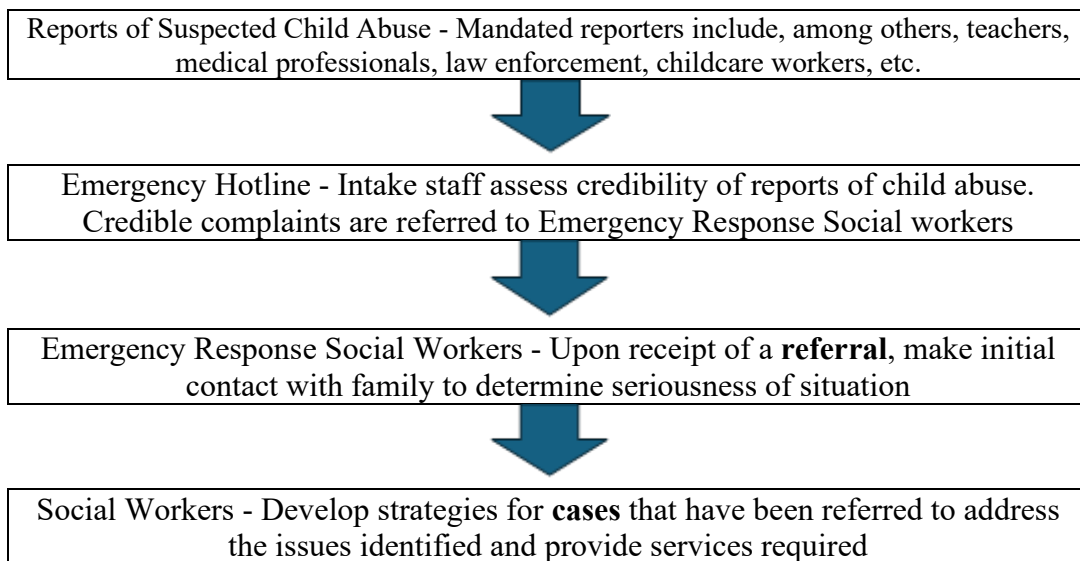 Reports of Suspected Child Abuse - Mandated reporters include, among others, teachers,
medical professionals, law enforcement, childcare workers, etc.
Emergency Hotline - Intake staff assess credibility of reports of child abuse.
Credible complaints are referred to Emergency Response Social workers
Emergency Response Social Workers - Upon receipt of a referral, make initial
contact with family to determine seriousness of situation
Social Workers - Develop strategies for cases that have been referred to address
the issues identified and provide services required